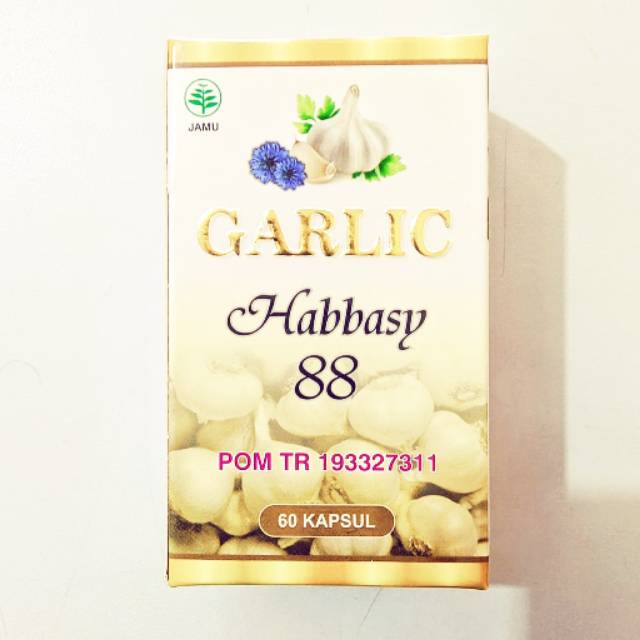 JAMU
GARLIC
Habbasy
88
POM TR 193327311
60 KAPSUL